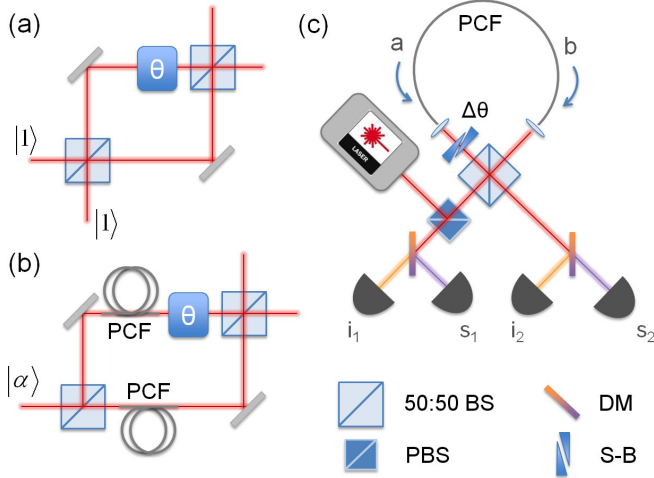 (a)
θ
|1⟩
|1⟩
(b)
PCF
θ
|α⟩
PCF
(c)
PCF
a
b
Δθ
LASER
i₁
s₁
i₂
s₂
50:50 BS
DM
PBS
S-B